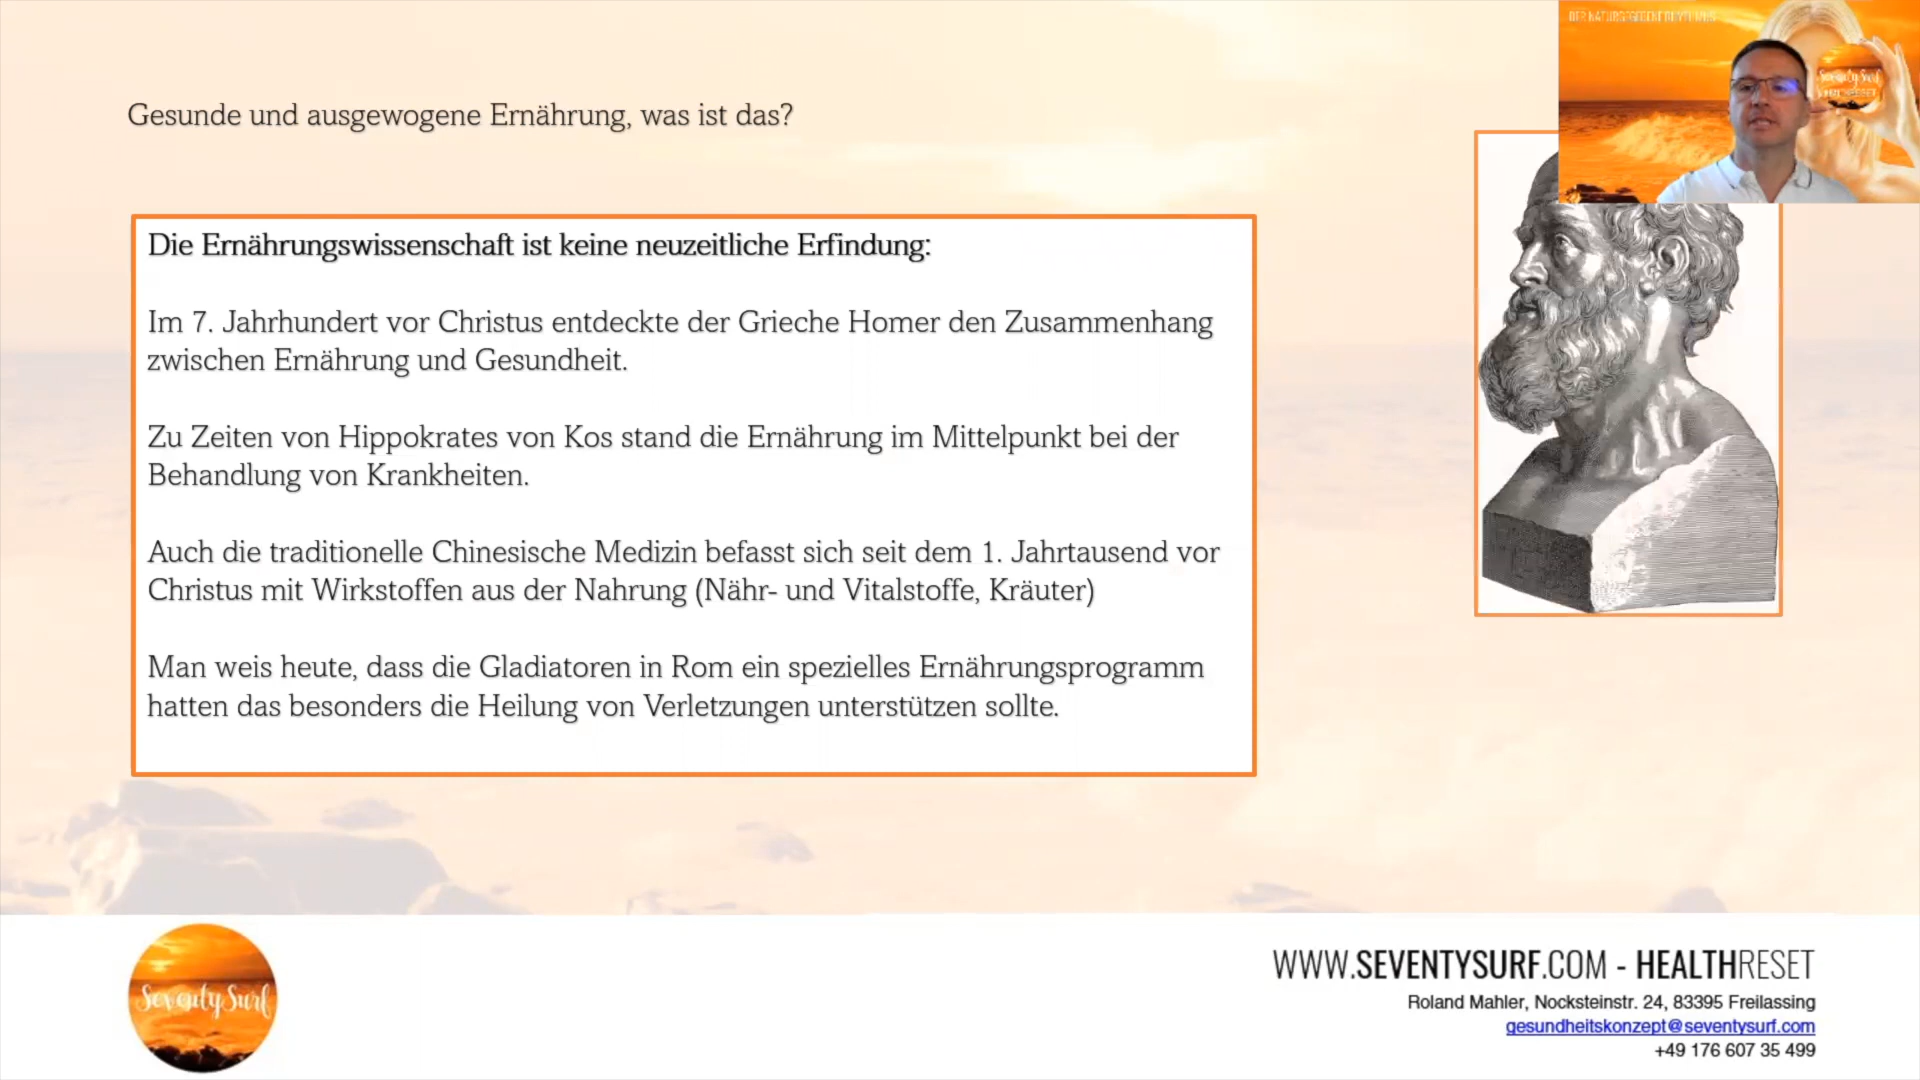 Gesunde und ausgewogene Ernährung, was ist das?
Die Ernährungswissenschaft ist keine neuzeitliche Erfindung:
Im 7. Jahrhundert vor Christus entdeckte der Grieche Homer den Zusammenhang
zwischen Ernährung und Gesundheit.
Zu Zeiten von Hippokrates von Kos stand die Ernährung im Mittelpunkt bei der
Behandlung von Krankheiten.
Auch die traditionelle Chinesische Medizin befasst sich seit dem 1. Jahrtausend vor
Christus mit Wirkstoffen aus der Nahrung (Nähr- und Vitalstoffe, Kräuter)
Man weis heute, dass die Gladiatoren in Rom ein spezielles Ernährungsprogramm
hatten das besonders die Heilung von Verletzungen unterstützen sollte.
Seventy Surf
WWW.SEVENTYSURF.COM - HEALTHRESET
Roland Mahler, Nocksteinstr. 24, 83395 Freilassing
gesundheitskonzept@seventysurf.com
+49 176 607 35 499